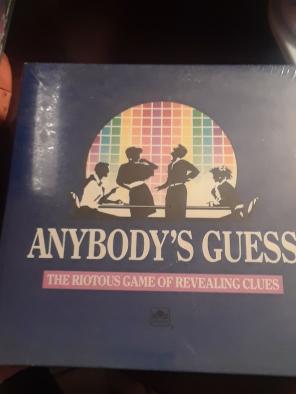 ANYBODY'S GUESS
THE RIOTOUS GAME OF REVEALING CLUES